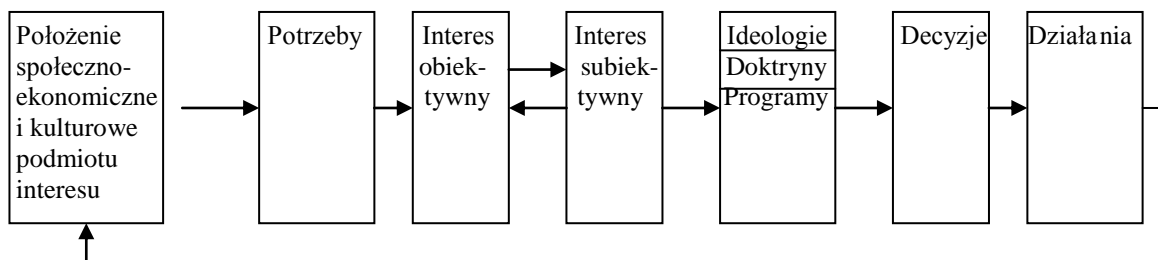 Położenie
społeczno-
ekonomiczne
i kulturowe
podmiotu
interesu
Potrzeby
Interes
obiek-
tywny
Interes
subiek-
tywny
Ideologie
Doktryny
Programy
Decyzje
Działania